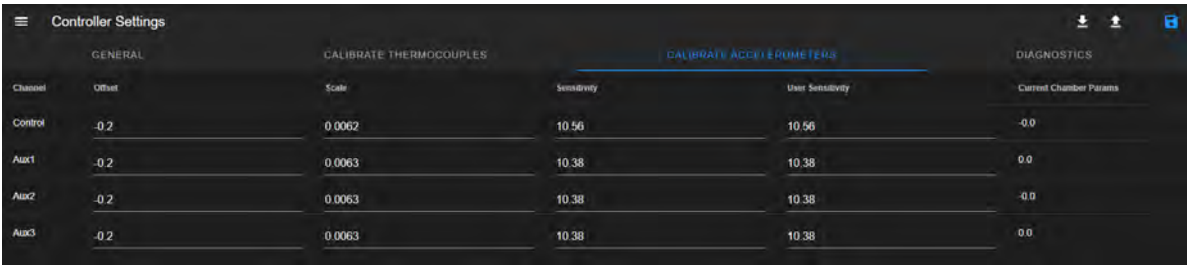 Controller Settings
GENERAL CALIBRATE THERMOCOUPLES CALIBRATE ACCELEROMETERS DIAGNOSTICS
Channel Offset Scale Sensitivity User Sensitivity Current Chamber Params
Control -0.2 0.0062 10.56 10.56 -0.0
Aux1 -0.2 0.0063 10.38 10.38 0.0
Aux2 -0.2 0.0063 10.38 10.38 -0.0
Aux3 -0.2 0.0063 10.38 10.38 0.0